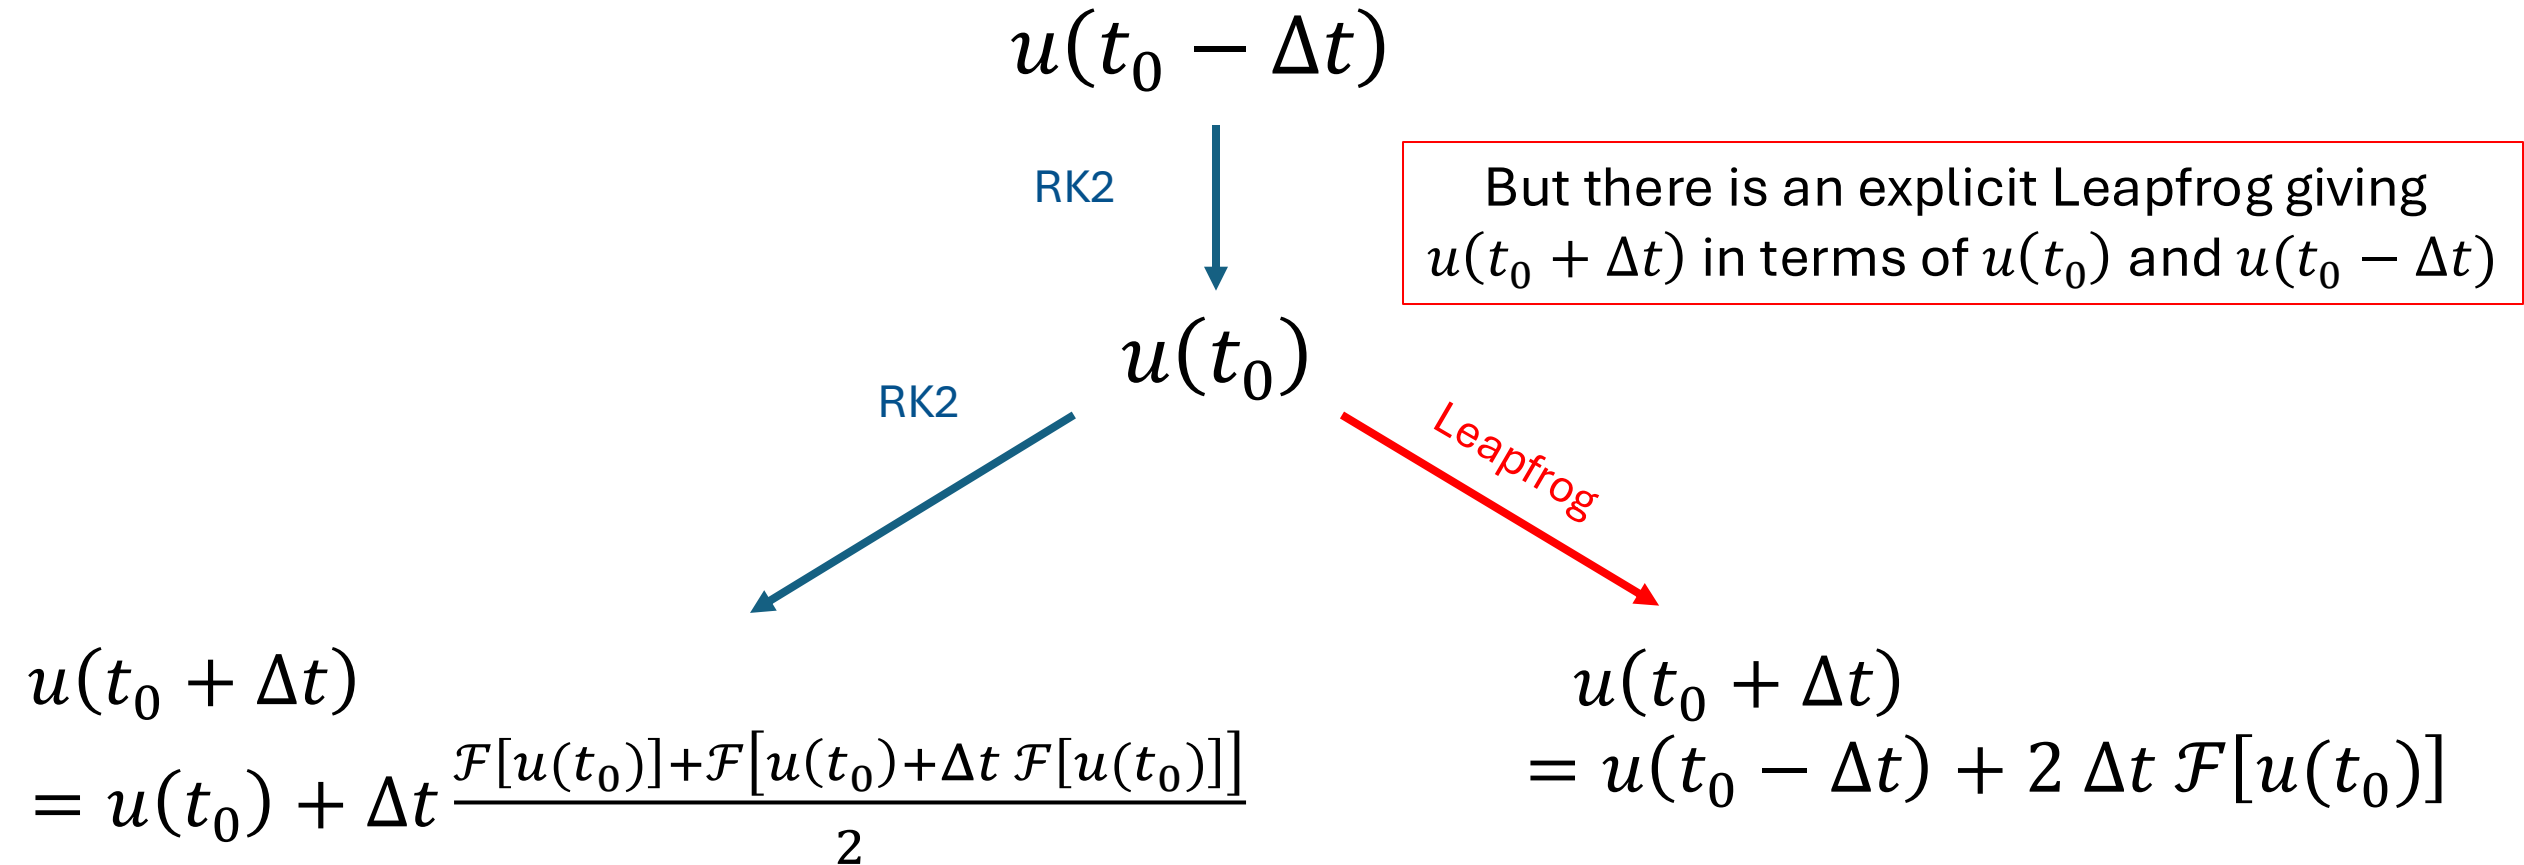 u(t₀ − Δt)
RK2
But there is an explicit Leapfrog giving
u(t₀ + Δt) in terms of u(t₀) and u(t₀ − Δt)
u(t₀)
RK2
Leapfrog
u(t₀ + Δt)
= u(t₀) + Δt (ℱ[u(t₀)]+ℱ[u(t₀)+Δt ℱ[u(t₀)]])/2
u(t₀ + Δt)
= u(t₀ − Δt) + 2 Δt ℱ[u(t₀)]